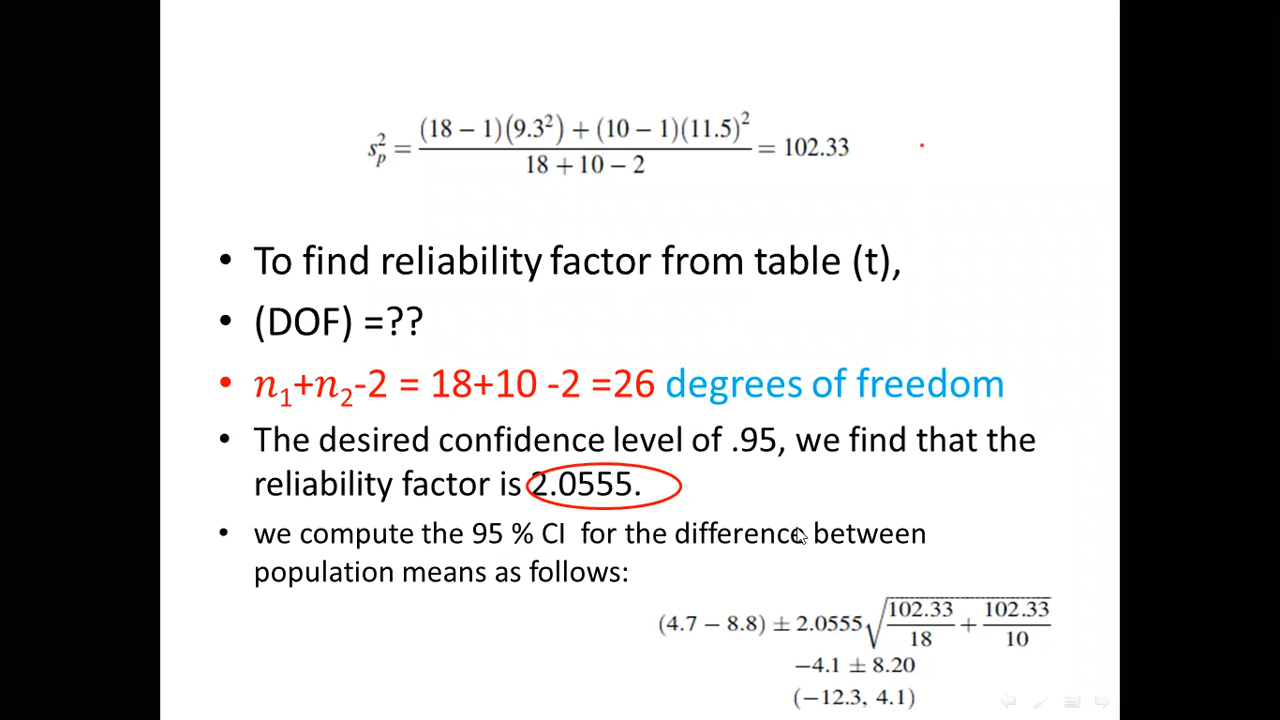 s_p^2 = ((18 − 1)(9.3²) + (10 − 1)(11.5)²) / (18 + 10 − 2) = 102.33
• To find reliability factor from table (t),
• (DOF) =??
• n₁+n₂-2 = 18+10 -2 =26 degrees of freedom
• The desired confidence level of .95, we find that the
reliability factor is 2.0555.
• we compute the 95 % CI for the difference between
population means as follows:
(4.7 − 8.8) ± 2.0555√(102.33/18 + 102.33/10)
−4.1 ± 8.20
(−12.3, 4.1)